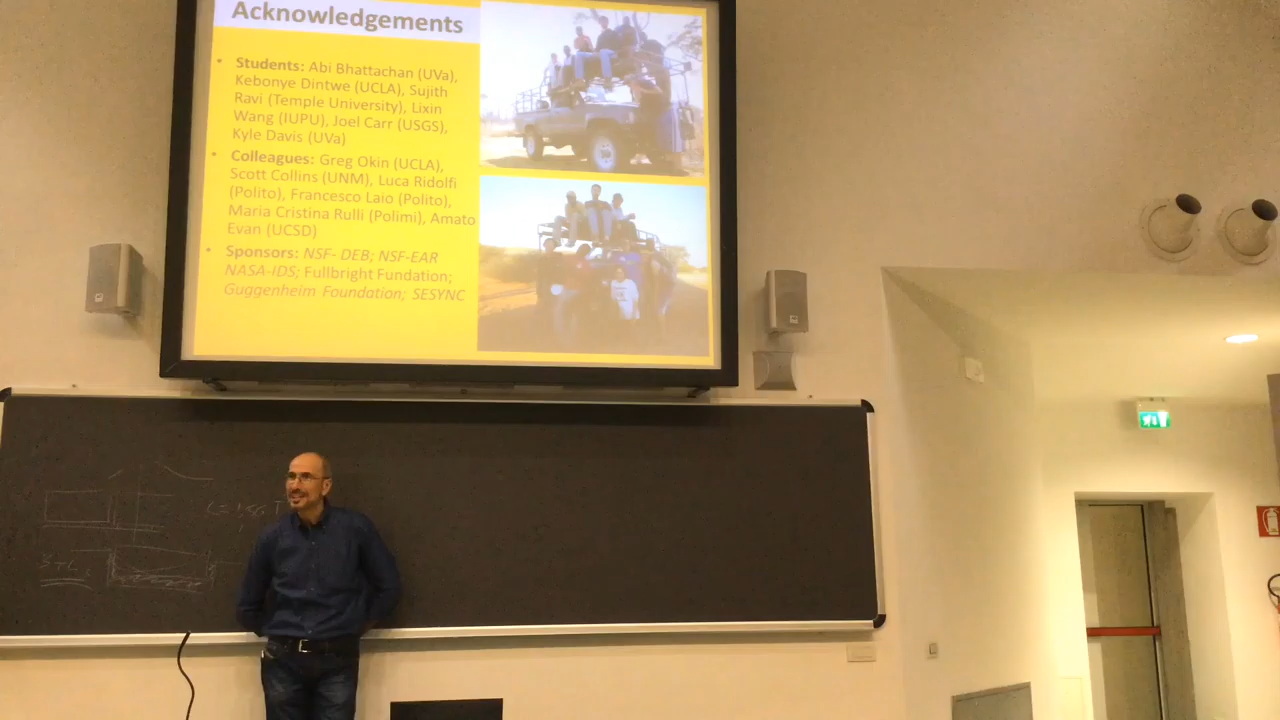 Acknowledgements
• Students: Abi Bhattachan (UVa),
Kebonye Dintwe (UCLA), Sujith
Ravi (Temple University), Lixin
Wang (IUPU), Joel Carr (USGS),
Kyle Davis (UVa)
• Colleagues: Greg Okin (UCLA),
Scott Collins (UNM), Luca Ridolfi
(Polito), Francesco Laio (Polito),
Maria Cristina Rulli (Polimi), Amato
Evan (UCSD)
• Sponsors: NSF- DEB; NSF-EAR
NASA-IDS; Fullbright Fundation;
Guggenheim Foundation; SESYNC